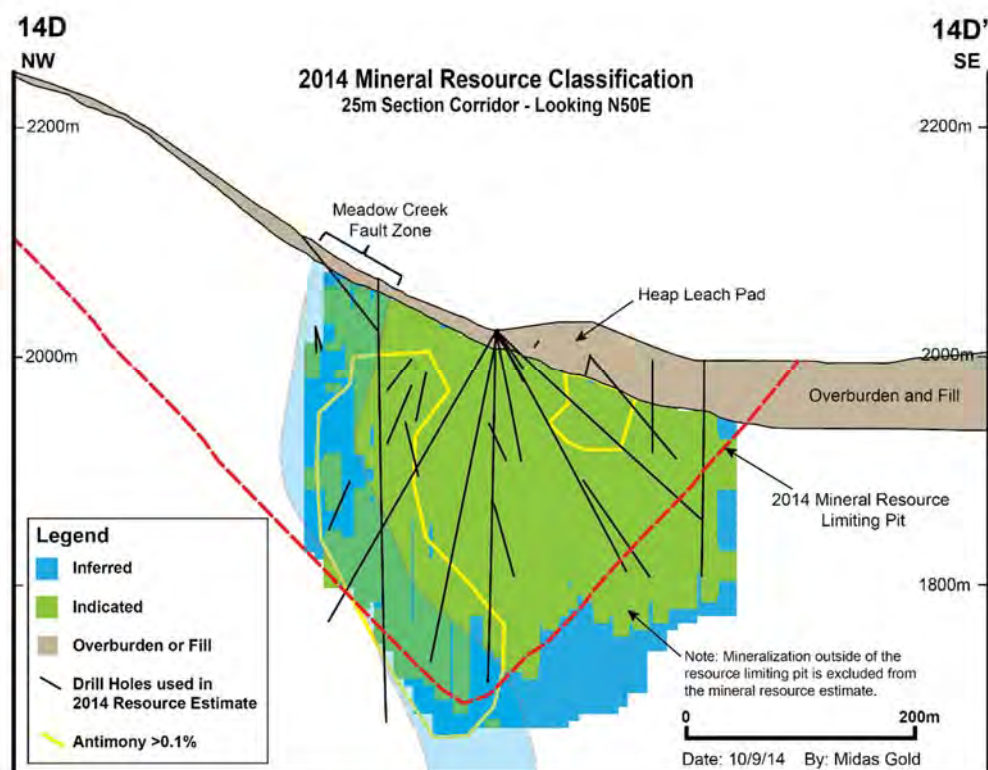 14D
14D'
NW
SE
2014 Mineral Resource Classification
25m Section Corridor - Looking N50E
2200m
2200m
Meadow Creek
Fault Zone
Heap Leach Pad
2000m
2000m
Overburden and Fill
2014 Mineral Resource
Limiting Pit
Legend
Inferred
Indicated
Overburden or Fill
Drill Holes used in
2014 Resource Estimate
Antimony >0.1%
1800m
Note: Mineralization outside of the
resource limiting pit is excluded from
the mineral resource estimate.
0
200m
Date: 10/9/14 By: Midas Gold